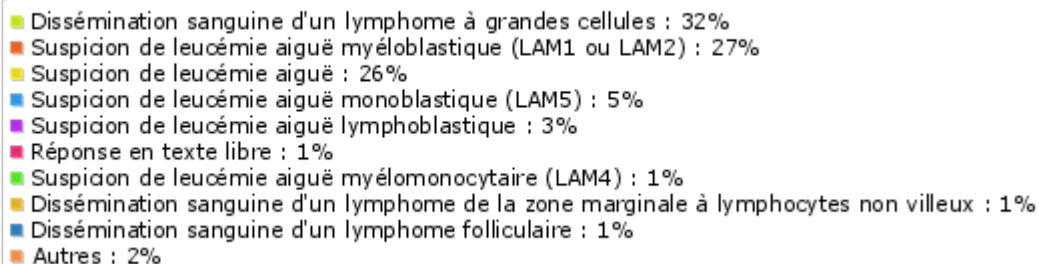 Dissémination sanguine d'un lymphome à grandes cellules : 32%
Suspicion de leucémie aiguë myéloblastique (LAM1 ou LAM2) : 27%
Suspicion de leucémie aiguë : 26%
Suspicion de leucémie aiguë monoblastique (LAM5) : 5%
Suspicion de leucémie aiguë lymphoblastique : 3%
Réponse en texte libre : 1%
Suspicion de leucémie aiguë myélomonocytaire (LAM4) : 1%
Dissémination sanguine d'un lymphome de la zone marginale à lymphocytes non villeux : 1%
Dissémination sanguine d'un lymphome folliculaire : 1%
Autres : 2%